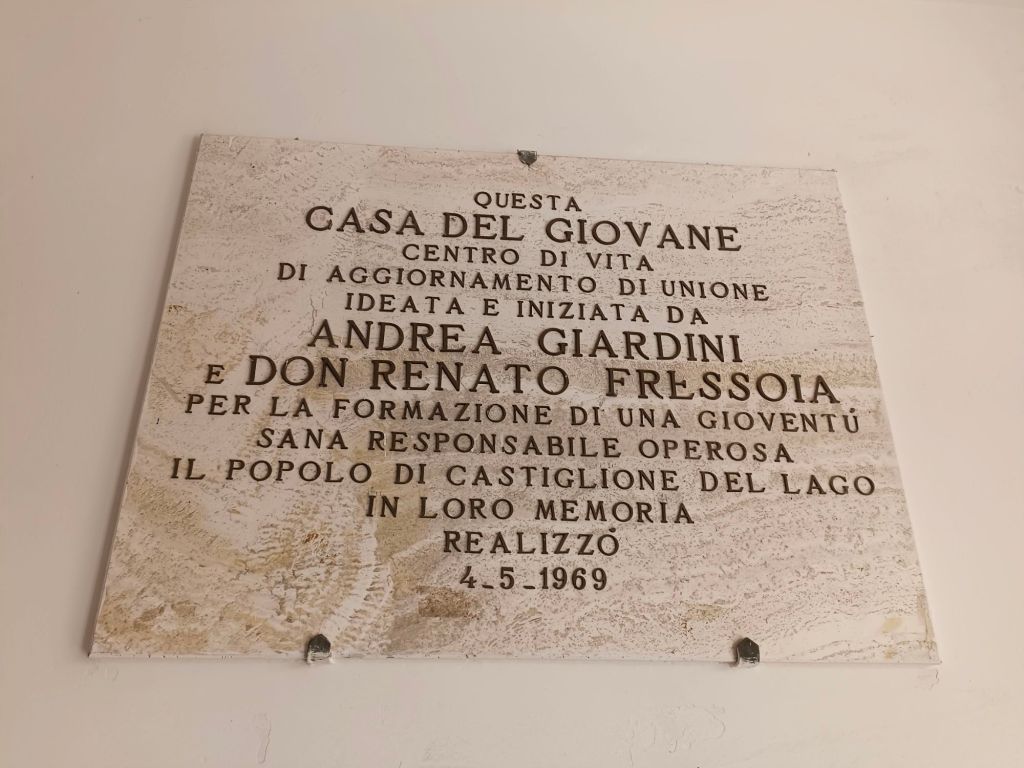 QUESTA
CASA DEL GIOVANE
CENTRO DI VITA
DI AGGIORNAMENTO DI UNIONE
IDEATA E INIZIATA DA
ANDREA GIARDINI
E DON RENATO FRESSOIA
PER LA FORMAZIONE DI UNA GIOVENTÚ
SANA RESPONSABILE OPEROSA
IL POPOLO DI CASTIGLIONE DEL LAGO
IN LORO MEMORIA
REALIZZÓ
4-5-1969